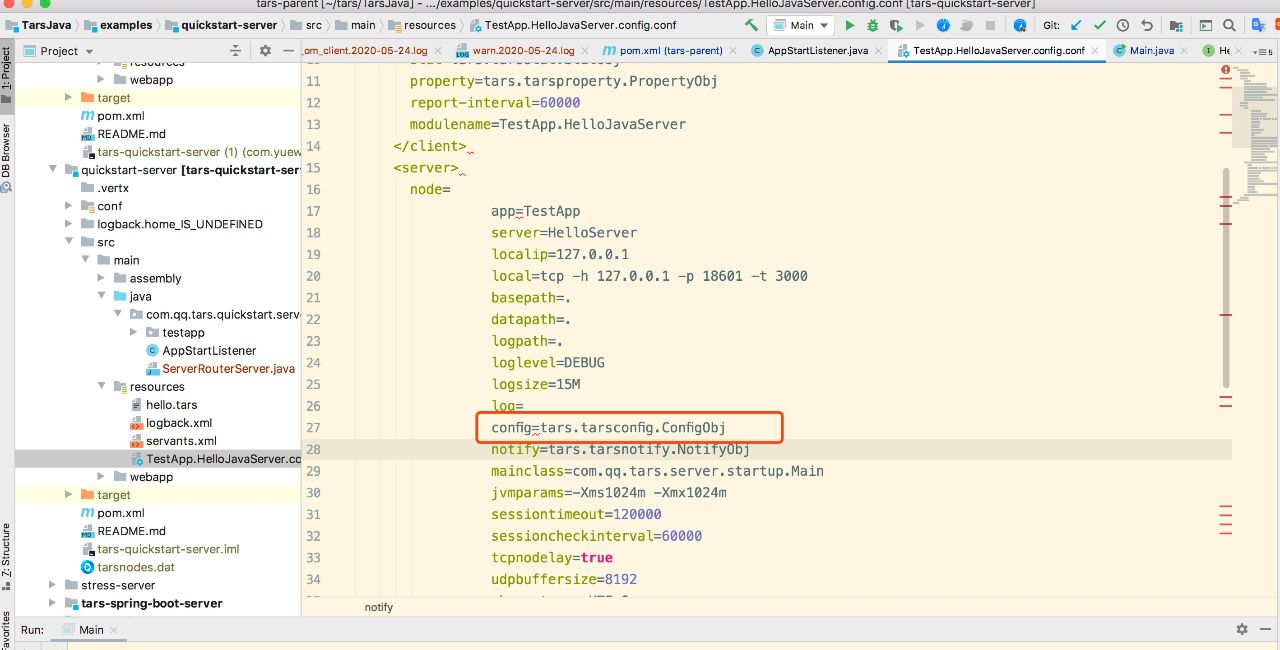 tars-parent [~/tars/TarsJava] - .../examples/quickstart-server/src/main/resources/TestApp.HelloJavaServer.config.conf [tars-quickstart-server]
TarsJava examples quickstart-server src main resources TestApp.HelloJavaServer.config.conf Main Git:
1: Project
DB Browser
Z: Structure
Favorites
Project
om_client.2020-05-24.log warn.2020-05-24.log pom.xml (tars-parent) AppStartListener.java TestApp.HelloJavaServer.config.conf Main.java He
resources
webapp
target
pom.xml
README.md
tars-quickstart-server (1) (com.yuew
quickstart-server [tars-quickstart-ser
.vertx
conf
logback.home_IS_UNDEFINED
src
main
assembly
java
com.qq.tars.quickstart.serv
testapp
AppStartListener
ServerRouterServer.java
resources
hello.tars
logback.xml
servants.xml
TestApp.HelloJavaServer.cc
webapp
target
pom.xml
README.md
tars-quickstart-server.iml
tarsnodes.dat
stress-server
tars-spring-boot-server
11 property=tars.tarsproperty.PropertyObj
12 report-interval=60000
13 modulename=TestApp.HelloJavaServer
14 </client>
15 <server>
16 node=
17 app=TestApp
18 server=HelloServer
19 localip=127.0.0.1
20 local=tcp -h 127.0.0.1 -p 18601 -t 3000
21 basepath=.
22 datapath=.
23 logpath=.
24 loglevel=DEBUG
25 logsize=15M
26 log=
27 config=tars.tarsconfig.ConfigObj
28 notify=tars.tarsnotify.NotifyObj
29 mainclass=com.qq.tars.server.startup.Main
30 jvmparams=-Xms1024m -Xmx1024m
31 sessiontimeout=120000
32 sessioncheckinterval=60000
33 tcpnodelay=true
34 udpbuffersize=8192
notify
Run: Main